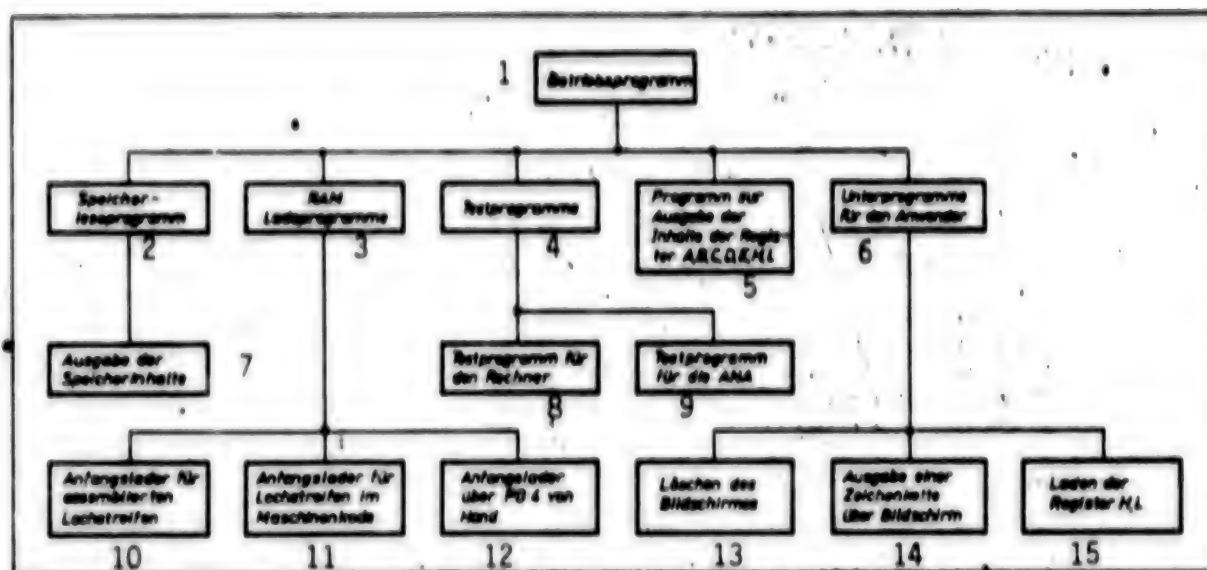 1
Betriebsprogramm
Speicher-
leseprogramm
2
RAM
Ladeprogramme
3
Testprogramme
4
Programm zur
Ausgabe der
Inhalte der Regis
ter A,B,C,D,E,H,L
5
Unterprogramme
für den Anwender
6
Ausgabe der
Speicherinhalte
7
Testprogramm für
den Rechner
8
Testprogramm
für die ANA
9
Anfangslader für
assemblierten
Lochstreifen
10
Anfangslader für
Lochstreifen im
Maschinenkode
11
Anfangslader
über PO 4 von
Hand
12
Löschen des
Bildschirmes
13
Ausgabe einer
Zeichenkette
über Bildschirm
14
Laden der
Register H,L
15